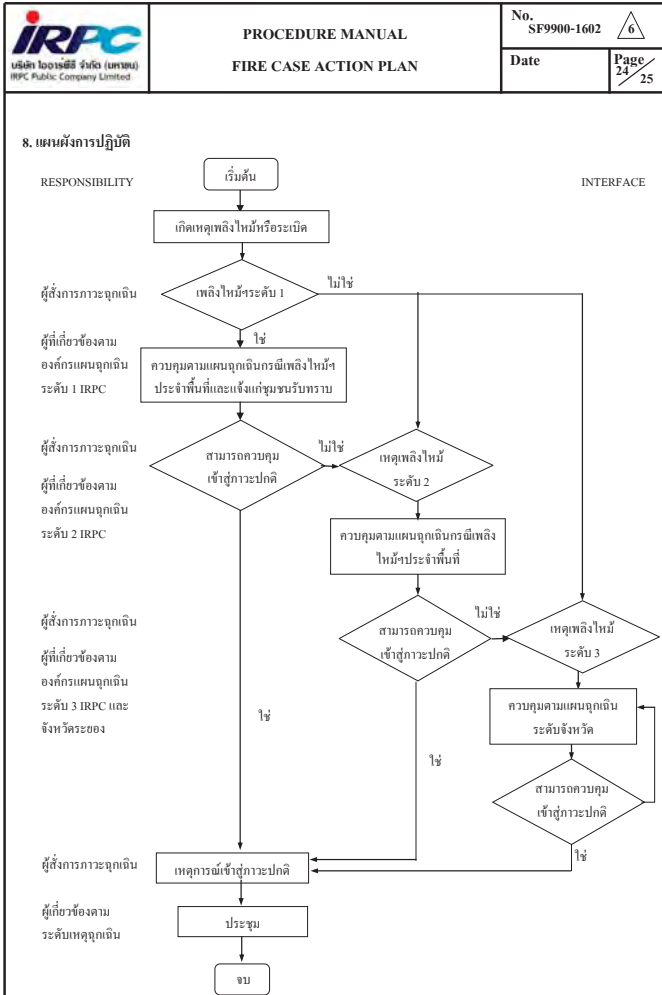 IRPC
บริษัท ไออาร์พีซี จำกัด (มหาชน)
IRPC Public Company Limited
PROCEDURE MANUAL
FIRE CASE ACTION PLAN
No.
SF9900-1602
6
Date
Page
24
25
8. แผนผังการปฏิบัติ
RESPONSIBILITY
เริ่มต้น
INTERFACE
เกิดเหตุเพลิงไหม้หรือระเบิด
ผู้สั่งการภาวะฉุกเฉิน
เพลิงไหม้ฯระดับ 1
ไม่ใช่
ใช่
ผู้ที่เกี่ยวข้องตาม
องค์กรแผนฉุกเฉิน
ระดับ 1 IRPC
ควบคุมตามแผนฉุกเฉินกรณีเพลิงไหม้ฯ
ประจำพื้นที่และแจ้งแก่ชุมชนรับทราบ
ผู้สั่งการภาวะฉุกเฉิน
ผู้ที่เกี่ยวข้องตาม
องค์กรแผนฉุกเฉิน
ระดับ 2 IRPC
สามารถควบคุม
เข้าสู่ภาวะปกติ
ไม่ใช่
เหตุเพลิงไหม้
ระดับ 2
ควบคุมตามแผนฉุกเฉินกรณีเพลิง
ไหม้ฯประจำพื้นที่
ผู้สั่งการภาวะฉุกเฉิน
ผู้ที่เกี่ยวข้องตาม
องค์กรแผนฉุกเฉิน
ระดับ 3 IRPC และ
จังหวัดระยอง
สามารถควบคุม
เข้าสู่ภาวะปกติ
ไม่ใช่
เหตุเพลิงไหม้
ระดับ 3
ควบคุมตามแผนฉุกเฉิน
ระดับจังหวัด
ใช่
ใช่
สามารถควบคุม
เข้าสู่ภาวะปกติ
ใช่
ผู้สั่งการภาวะฉุกเฉิน
เหตุการณ์เข้าสู่ภาวะปกติ
ผู้เกี่ยวข้องตาม
ระดับเหตุฉุกเฉิน
ประชุม
จบ